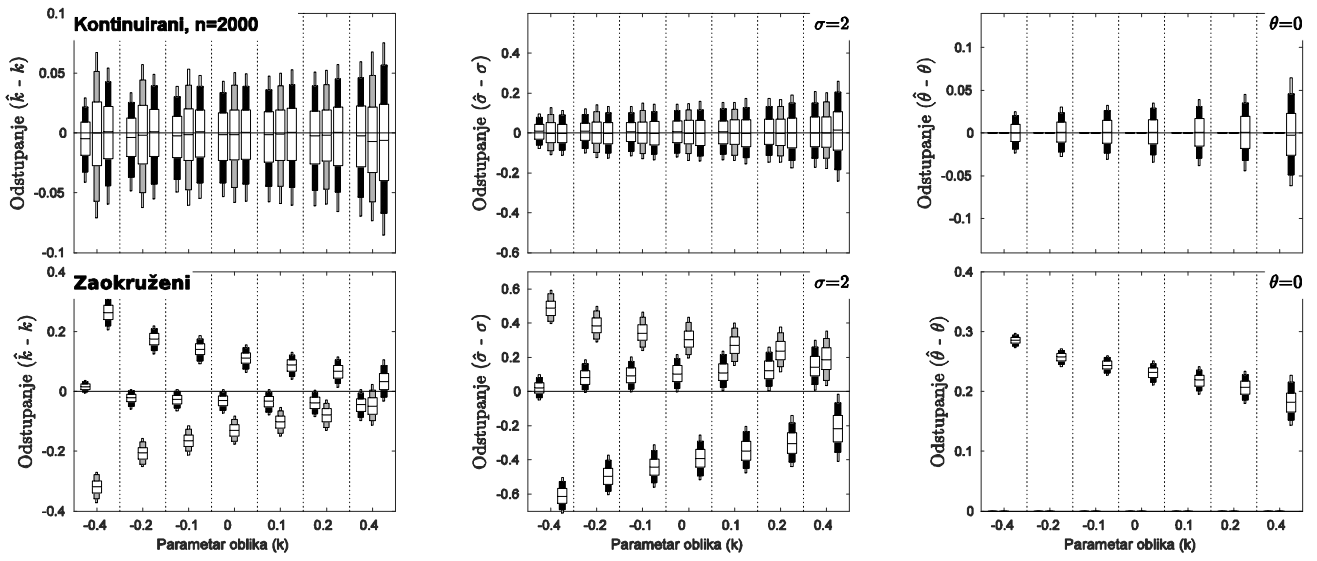 Kontinuirani, n=2000
Odstupanje (k̂ - k)
0.1
0.05
0
-0.05
-0.1
σ=2
Odstupanje (σ̂ - σ)
0.4
0.2
0
-0.2
-0.4
-0.6
θ=0
Odstupanje (θ̂ - θ)
0.1
0.05
0
-0.05
-0.1
Zaokruženi
Odstupanje (k̂ - k)
0.4
0.2
0
-0.2
-0.4
-0.4 -0.2 -0.1 0 0.1 0.2 0.4
Parametar oblika (k)
σ=2
Odstupanje (σ̂ - σ)
0.6
0.4
0.2
0
-0.2
-0.4
-0.6
-0.4 -0.2 -0.1 0 0.1 0.2 0.4
Parametar oblika (k)
θ=0
Odstupanje (θ̂ - θ)
0.4
0.3
0.2
0.1
0
-0.4 -0.2 -0.1 0 0.1 0.2 0.4
Parametar oblika (k)